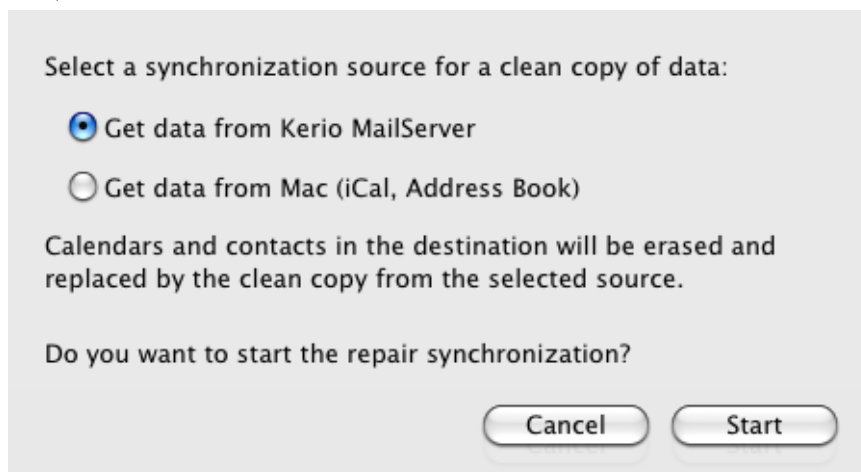 Select a synchronization source for a clean copy of data:
Get data from Kerio MailServer
Get data from Mac (iCal, Address Book)
Calendars and contacts in the destination will be erased and
replaced by the clean copy from the selected source.
Do you want to start the repair synchronization?
Cancel
Start